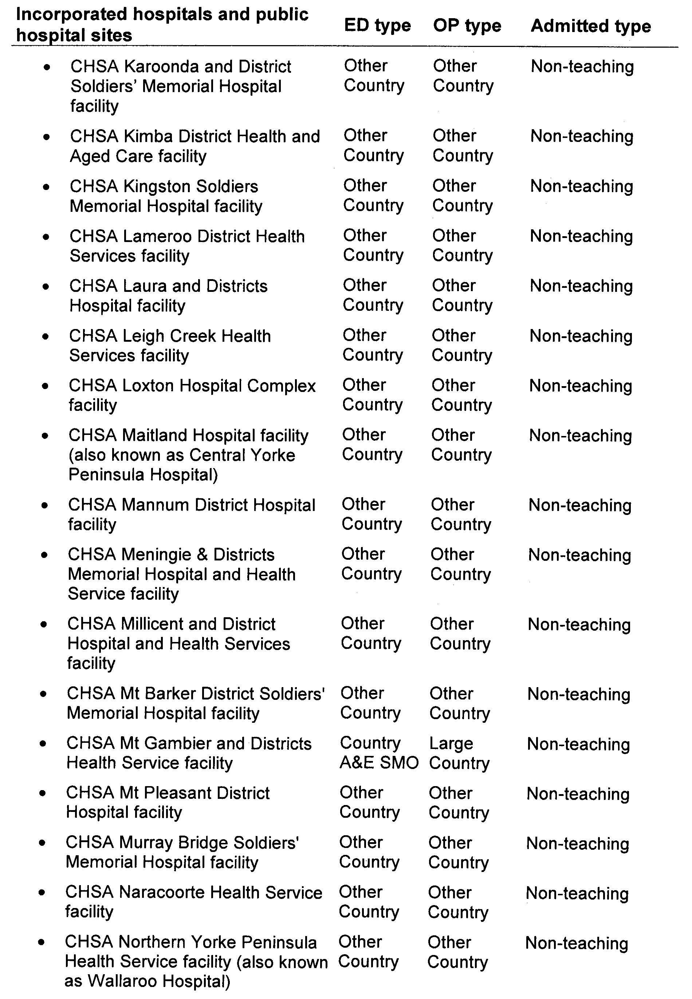 Incorporated hospitals and public hospital sites ED type OP type Admitted type
• CHSA Karoonda and District Other Other Non-teaching
Soldiers’ Memorial Hospital Country Country
facility
• CHSA Kimba District Health and Other Other Non-teaching
Aged Care facility Country Country
• CHSA Kingston Soldiers Other Other Non-teaching
Memorial Hospital facility Country Country
• CHSA Lameroo District Health Other Other Non-teaching
Services facility Country Country
• CHSA Laura and Districts Other Other Non-teaching
Hospital facility Country Country
• CHSA Leigh Creek Health Other Other Non-teaching
Services facility Country Country
• CHSA Loxton Hospital Complex Other Other Non-teaching
facility Country Country
• CHSA Maitland Hospital facility Other Other Non-teaching
(also known as Central Yorke Country Country
Peninsula Hospital)
• CHSA Mannum District Hospital Other Other Non-teaching
facility Country Country
• CHSA Meningie & Districts Other Other Non-teaching
Memorial Hospital and Health Country Country
Service facility
• CHSA Millicent and District Other Other Non-teaching
Hospital and Health Services Country Country
facility
• CHSA Mt Barker District Soldiers' Other Other Non-teaching
Memorial Hospital facility Country Country
• CHSA Mt Gambier and Districts Country Large Non-teaching
Health Service facility A&E SMO Country
• CHSA Mt Pleasant District Other Other Non-teaching
Hospital facility Country Country
• CHSA Murray Bridge Soldiers' Other Other Non-teaching
Memorial Hospital facility Country Country
• CHSA Naracoorte Health Service Other Other Non-teaching
facility Country Country
• CHSA Northern Yorke Peninsula Other Other Non-teaching
Health Service facility (also known Country Country
as Wallaroo Hospital)